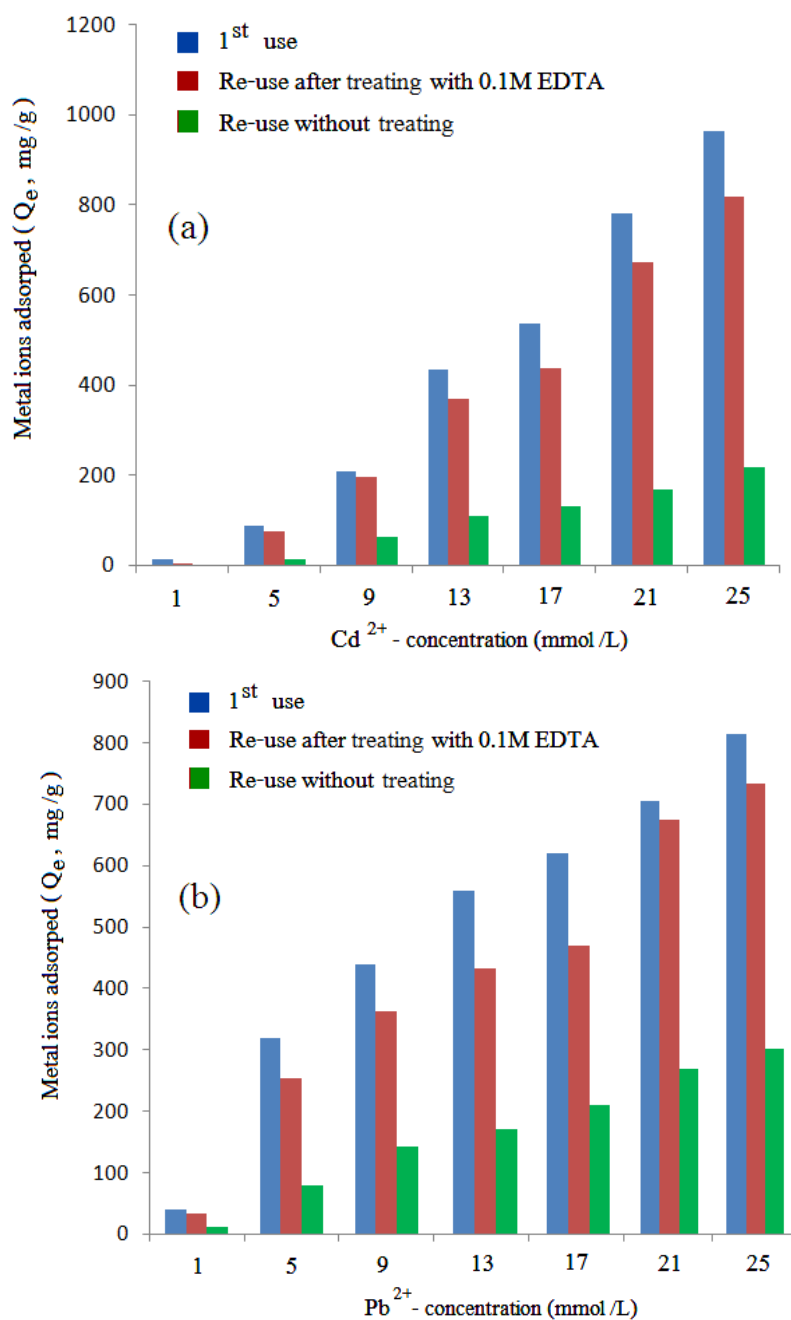 1200
1000
800
600
400
200
0
Metal ions adsorped ( Qe , mg /g)
1st use
Re-use after treating with 0.1M EDTA
Re-use without treating
(a)
1 5 9 13 17 21 25
Cd 2+ - concentration (mmol /L)
900
800
700
600
500
400
300
200
100
0
Metal ions adsorped ( Qe , mg /g)
1st use
Re-use after treating with 0.1M EDTA
Re-use without treating
(b)
1 5 9 13 17 21 25
Pb 2+ - concentration (mmol /L)